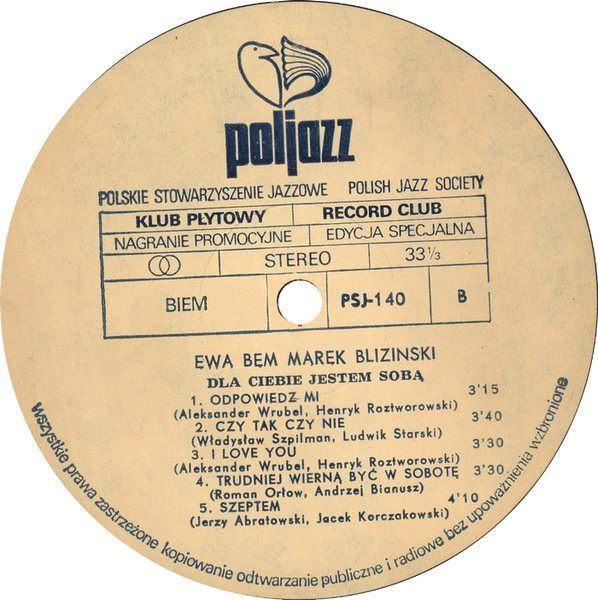 poljazz
POLSKIE STOWARZYSZENIE JAZZOWE POLISH JAZZ SOCIETY
KLUB PŁYTOWY RECORD CLUB
NAGRANIE PROMOCYJNE EDYCJA SPECJALNA
STEREO 33⅓
BIEM PSJ-140 B
EWA BEM MAREK BLIZINSKI
DLA CIEBIE JESTEM SOBĄ
1. ODPOWIEDZ MI 3'15
(Aleksander Wrubel, Henryk Roztworowski)
2. CZY TAK CZY NIE 3'40
(Władysław Szpilman, Ludwik Starski)
3. I LOVE YOU 3'30
(Aleksander Wrubel, Henryk Roztworowski)
4. TRUDNIEJ WIERNĄ BYĆ W SOBOTĘ 3'30
(Roman Orłow, Andrzej Bianusz)
5. SZEPTEM 4'10
(Jerzy Abratowski, Jacek Korczakowski)
Wszystkie prawa zastrzeżone kopiowanie odtwarzanie publiczne i radiowe bez upoważnienia wzbronione